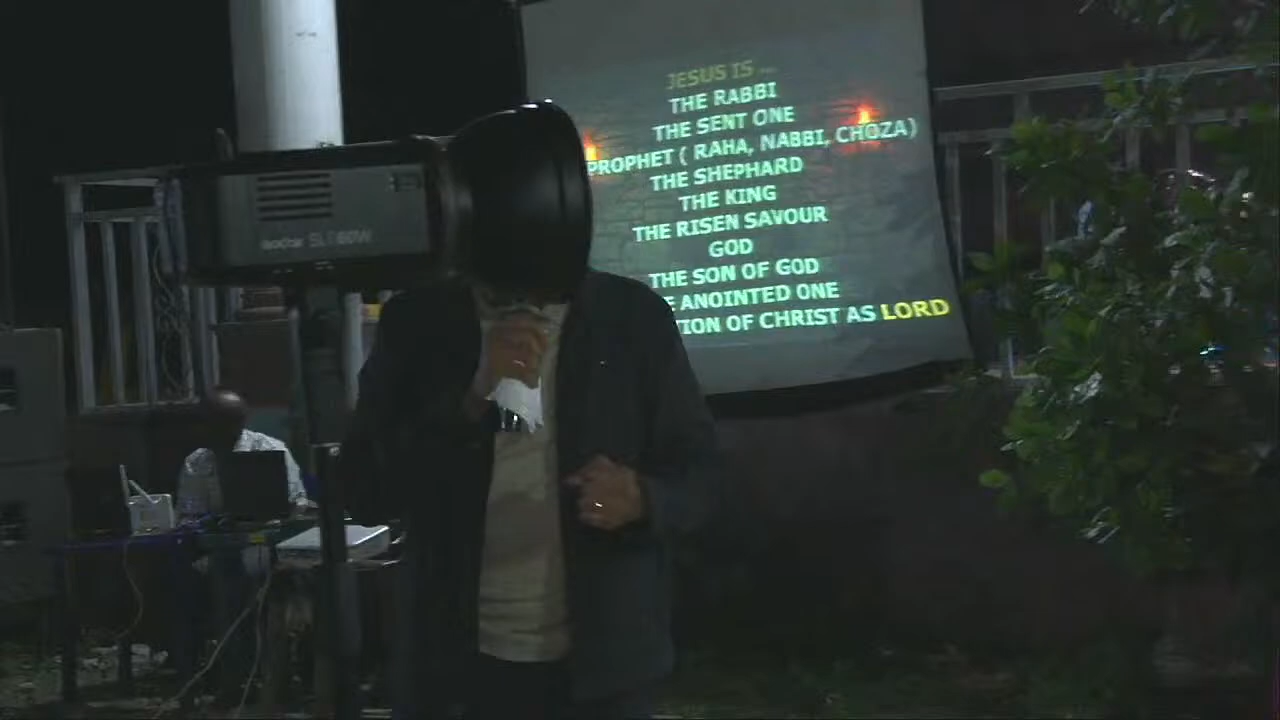 JESUS IS ...
THE RABBI
THE SENT ONE
PROPHET ( RAHA, NABBI, CHOZA)
THE SHEPHARD
THE KING
THE RISEN SAVOUR
GOD
THE SON OF GOD
ANOINTED ONE
OF CHRIST AS LORD